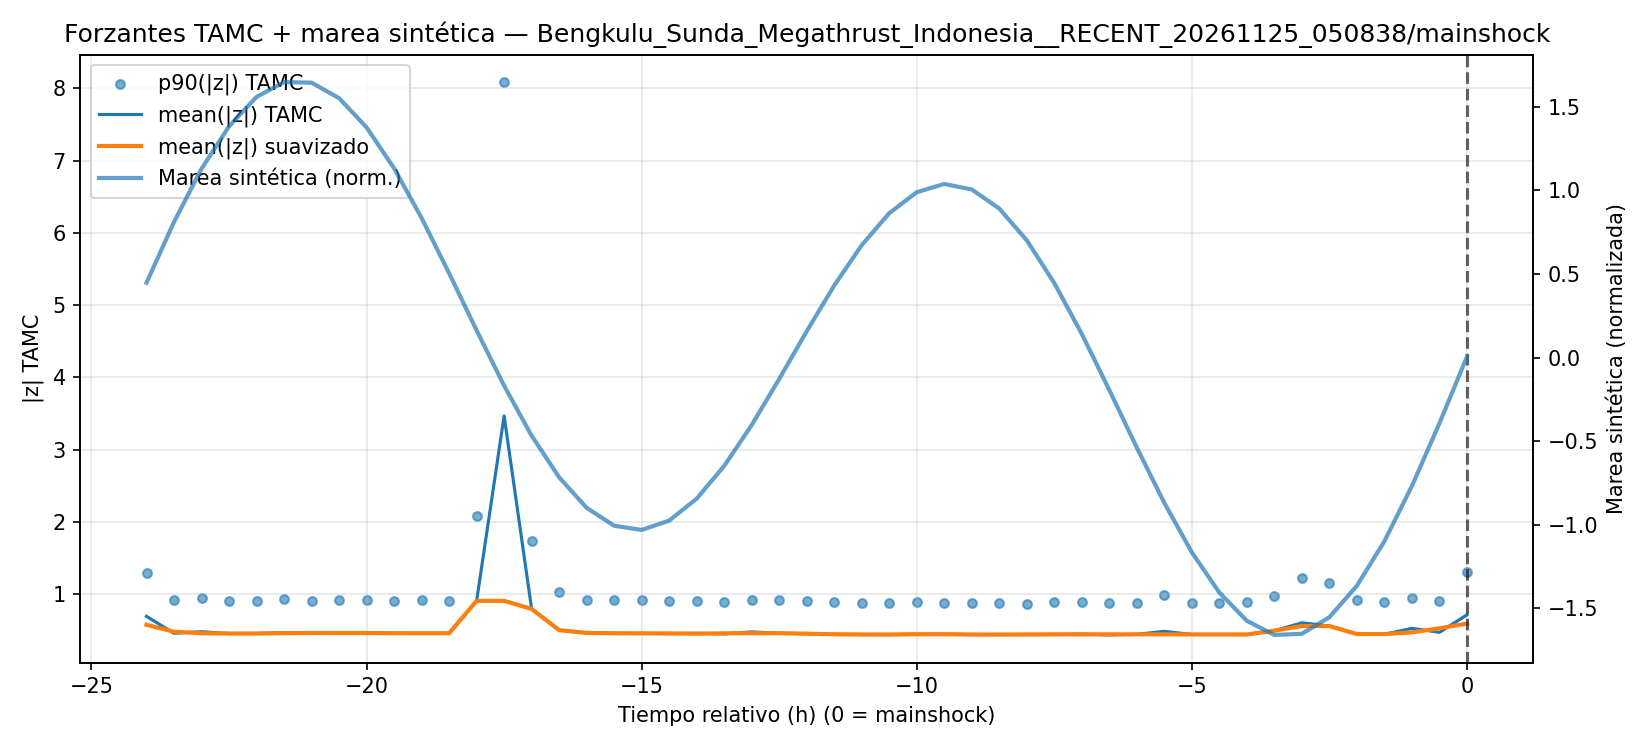 Forzantes TAMC + marea sintética — Bengkulu_Sunda_Megathrust_Indonesia__RECENT_20261125_050838/mainshock
p90(|z|) TAMC
mean(|z|) TAMC
mean(|z|) suavizado
Marea sintética (norm.)
|z| TAMC
8
7
6
5
4
3
2
1
Marea sintética (normalizada)
1.5
1.0
0.5
0.0
−0.5
−1.0
−1.5
−25 −20 −15 −10 −5 0
Tiempo relativo (h) (0 = mainshock)